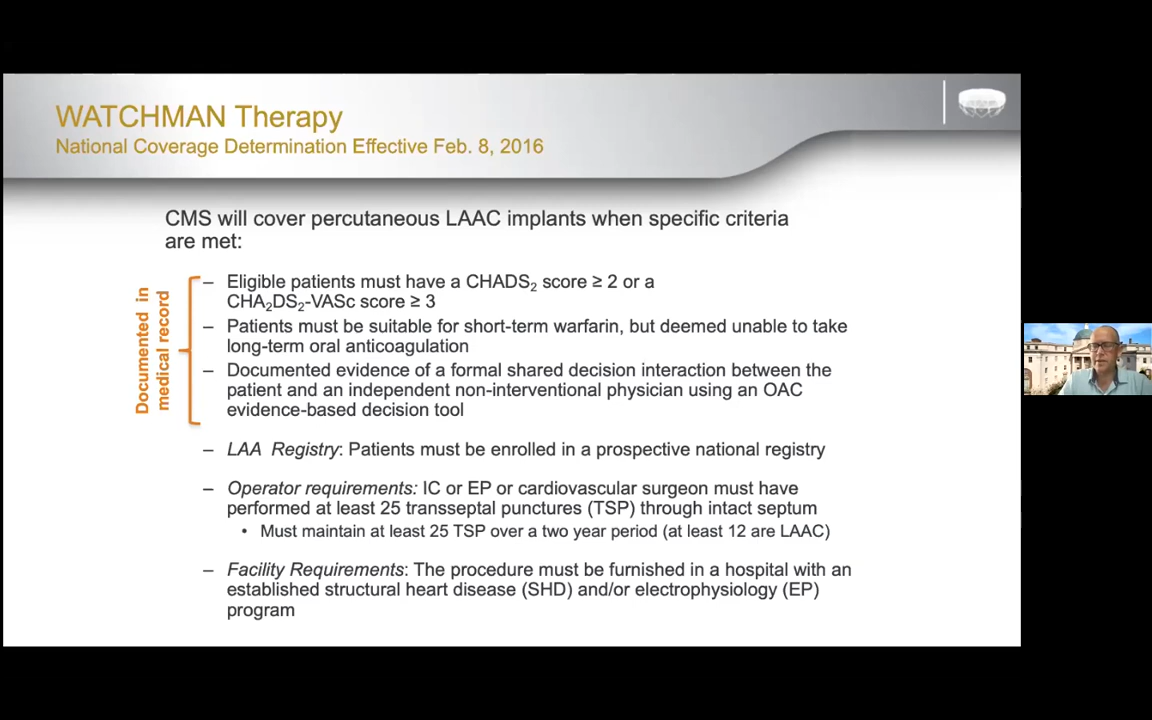 WATCHMAN Therapy
National Coverage Determination Effective Feb. 8, 2016
CMS will cover percutaneous LAAC implants when specific criteria
are met:
Documented in
medical record
– Eligible patients must have a CHADS₂ score ≥ 2 or a
CHA₂DS₂-VASc score ≥ 3
– Patients must be suitable for short-term warfarin, but deemed unable to take
long-term oral anticoagulation
– Documented evidence of a formal shared decision interaction between the
patient and an independent non-interventional physician using an OAC
evidence-based decision tool
– LAA Registry: Patients must be enrolled in a prospective national registry
– Operator requirements: IC or EP or cardiovascular surgeon must have
performed at least 25 transseptal punctures (TSP) through intact septum
• Must maintain at least 25 TSP over a two year period (at least 12 are LAAC)
– Facility Requirements: The procedure must be furnished in a hospital with an
established structural heart disease (SHD) and/or electrophysiology (EP)
program